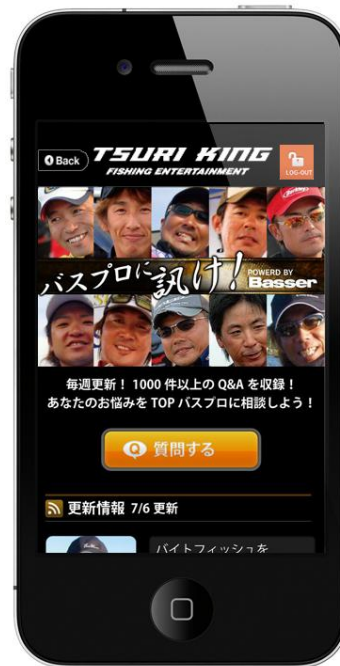 Back
TSURI KING
LOG-OUT
FISHING ENTERTAINMENT
バスプロに訊け！
POWERD BY
Basser
毎週更新！ 1000 件以上の Q&A を収録！
あなたのお悩みを TOP バスプロに相談しよう！
Q 質問する
更新情報 7/6 更新
バイトフィッシュを